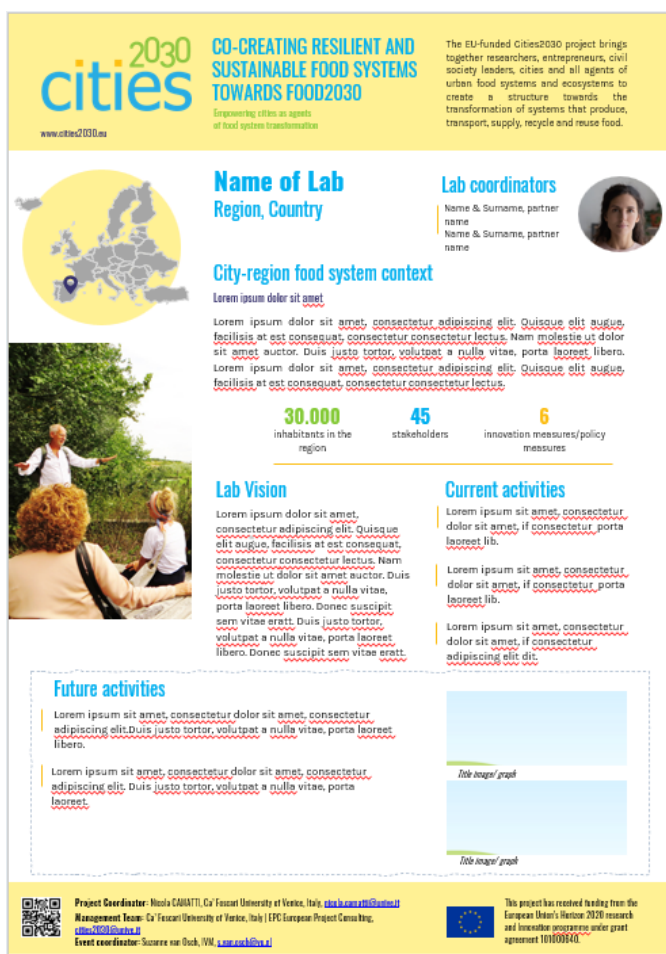 2030
cities
www.cities2030.eu
CO-CREATING RESILIENT AND
SUSTAINABLE FOOD SYSTEMS
TOWARDS FOOD2030
Empowering cities as agents
of food system transformation
The EU-funded Cities2030 project brings
together researchers, entrepreneurs, civil
society leaders, cities and all agents of
urban food systems and ecosystems to
create a structure towards the
transformation of systems that produce,
transport, supply, recycle and reuse food.
Name of Lab
Region, Country
Lab coordinators
Name & Surname, partner
name
Name & Surname, partner
name
City-region food system context
Lorem ipsum dolor sit amet
Lorem ipsum dolor sit amet, consectetur adipiscing elit. Quisque elit augue,
facilisis at est consequat, consectetur consectetur lectus. Nam molestie ut dolor
sit amet auctor. Duis justo tortor, volutpat a nulla vitae, porta laoreet libero.
Lorem ipsum dolor sit amet, consectetur adipiscing elit. Quisque elit augue,
facilisis at est consequat, consectetur consectetur lectus.
30.000
inhabitants in the
region
45
stakeholders
6
innovation measures/policy
measures
Lab Vision
Lorem ipsum dolor sit amet,
consectetur adipiscing elit. Quisque
elit augue, facilisis at est consequat,
consectetur consectetur lectus. Nam
molestie ut dolor sit amet auctor. Duis
justo tortor, volutpat a nulla vitae,
porta laoreet libero. Donec suscipit
sem vitae eratt. Duis justo tortor,
volutpat a nulla vitae, porta laoreet
libero. Donec suscipit sem vitae eratt.
Current activities
Lorem ipsum sit amet, consectetur
dolor sit amet, if consectetur porta
laoreet lib.
Lorem ipsum sit amet, consectetur
dolor sit amet, if consectetur porta
laoreet lib.
Lorem ipsum sit amet, consectetur
dolor sit amet, if consectetur
adipiscing elit dit.
Future activities
Lorem ipsum sit amet, consectetur dolor sit amet, consectetur
adipiscing elit.Duis justo tortor, volutpat a nulla vitae, porta laoreet
libero.
Lorem ipsum sit amet, consectetur dolor sit amet, consectetur
adipiscing elit. Duis justo tortor, volutpat a nulla vitae, porta
laoreet.
Title image/ graph
Title image/ graph
Project Coordinator: Nicola CAMATTI, Ca' Foscari University of Venice, Italy, nicola.camatti@unive.it
Management Team: Ca' Foscari University of Venice, Italy | EPC European Project Consulting,
cities2030@unive.it
Event coordinator: Suzanne van Osch, IVM, s.van.osch@vu.nl
This project has received funding from the
European Union's Horizon 2020 research
and Innovation programme under grant
agreement 101000640.